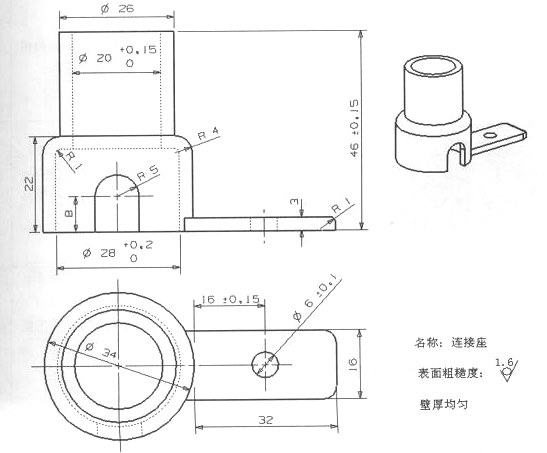 ⌀ 26
⌀ 20 +0.15 0
R 4
R 1
R 5
22
8
46 ±0.15
3
R 1
⌀ 28 +0.2 0
16 ±0.15
⌀ 6 ±0.1
⌀ 34
16
32
名称: 连接座
表面粗糙度: 1.6
壁厚均匀